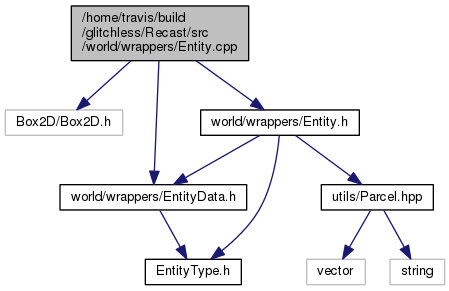 /home/travis/build
/glitchless/Recast/src
/world/wrappers/Entity.cpp
Box2D/Box2D.h
world/wrappers/Entity.h
world/wrappers/EntityData.h
utils/Parcel.hpp
EntityType.h
vector
string